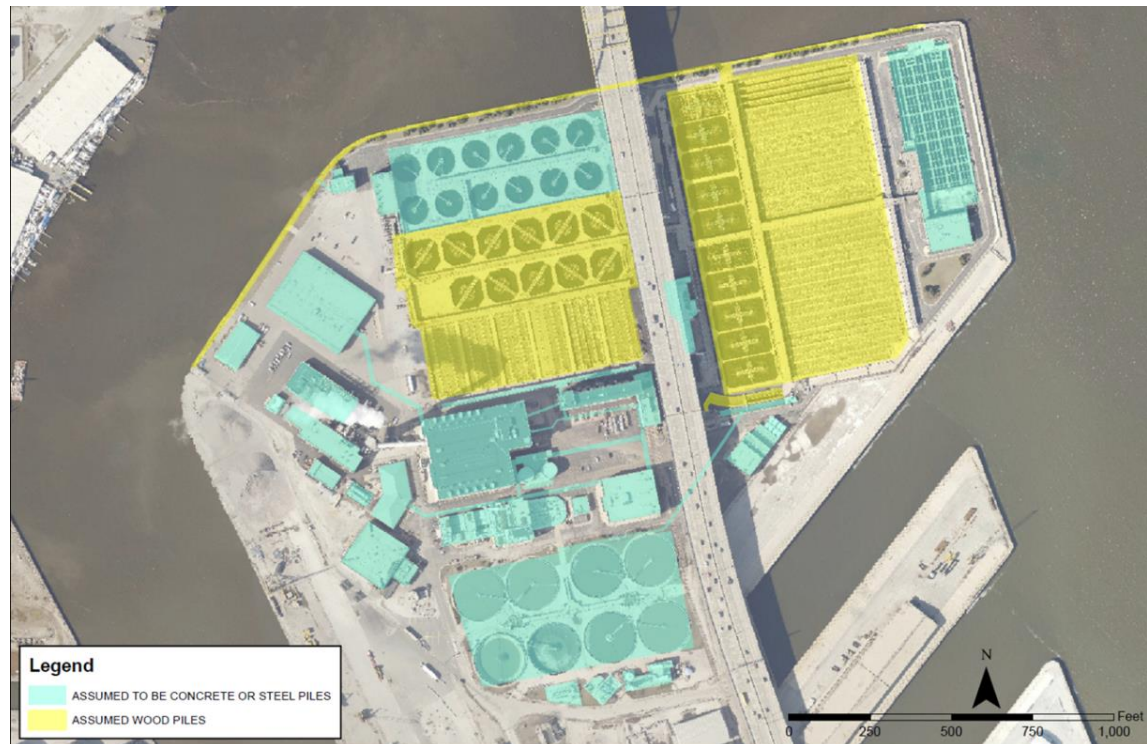 Legend
ASSUMED TO BE CONCRETE OR STEEL PILES
ASSUMED WOOD PILES
N
Feet
0 250 500 750 1,000